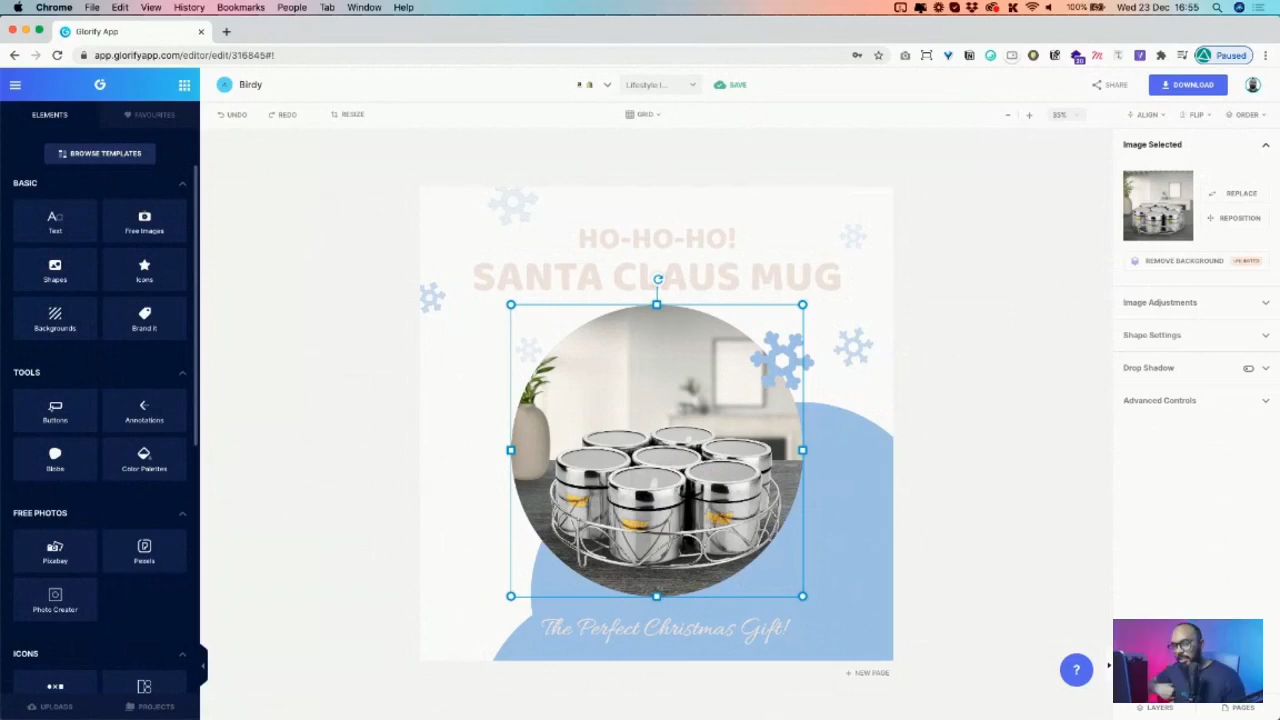 Chrome File Edit View History Bookmarks People Tab Window Help
100% Wed 23 Dec 16:55
Glorify App
app.glorifyapp.com/editor/edit/316845#!
20
Paused
Birdy
Lifestyle I...
SAVE
SHARE
DOWNLOAD
ELEMENTS
FAVOURITES
UNDO
REDO
RESIZE
GRID
35%
ALIGN
FLIP
ORDER
BROWSE TEMPLATES
BASIC
Text
Free Images
Shapes
Icons
Backgrounds
Brand it
TOOLS
Buttons
Annotations
Blobs
Color Palettes
FREE PHOTOS
Pixabay
Pexels
Photo Creator
ICONS
UPLOADS
PROJECTS
HO-HO-HO!
CLAUS MUG
The Perfect Christmas Gift!
+ NEW PAGE
?
Image Selected
REPLACE
REPOSITION
REMOVE BACKGROUND
Image Adjustments
Shape Settings
Drop Shadow
Advanced Controls
LAYERS
PAGES